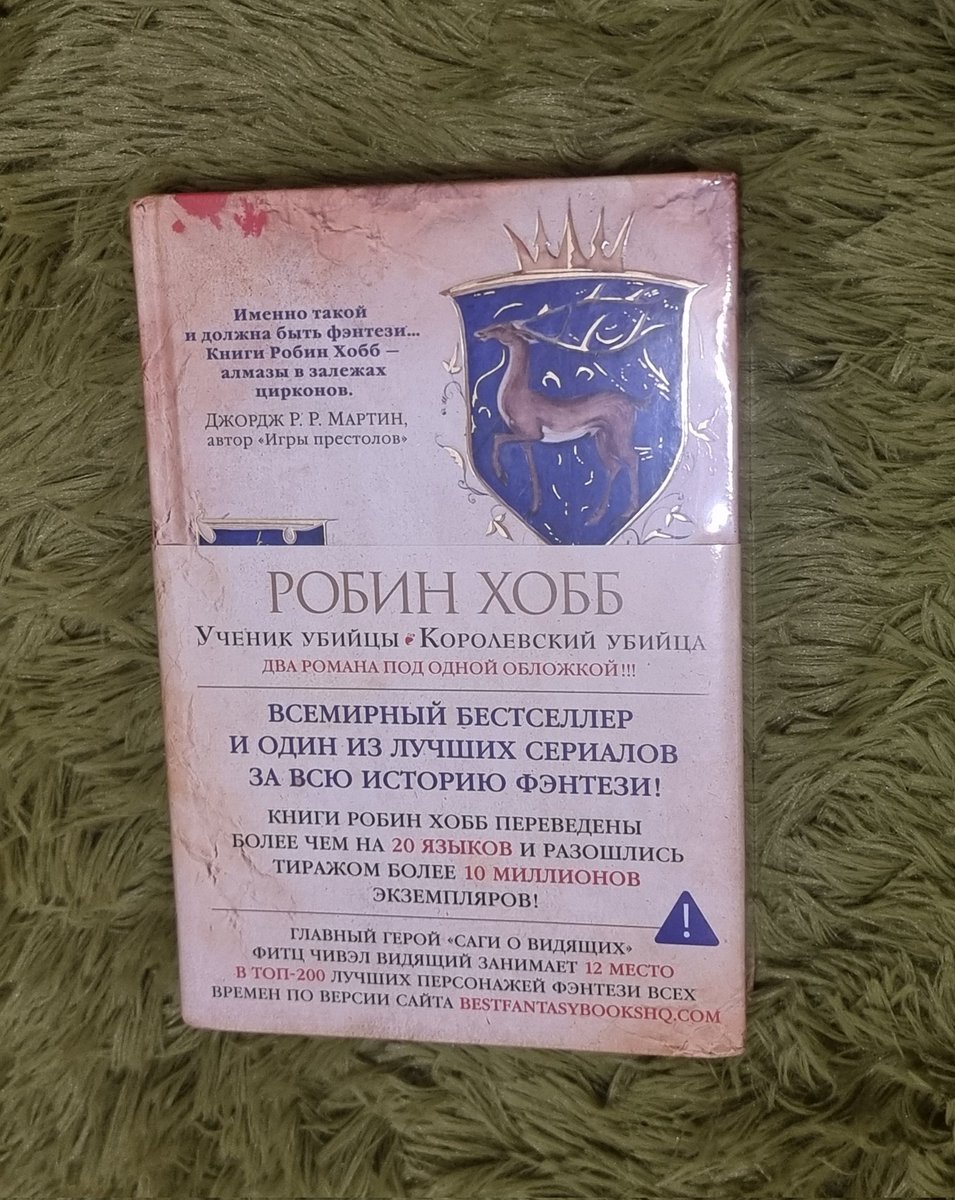 Именно такой
и должна быть фэнтези...
Книги Робин Хобб —
алмазы в залежах
цирконов.
Джордж Р. Р. Мартин,
автор «Игры престолов»
РОБИН ХОББ
Ученик убийцы Королевский убийца
ДВА РОМАНА ПОД ОДНОЙ ОБЛОЖКОЙ!!!
ВСЕМИРНЫЙ БЕСТСЕЛЛЕР
И ОДИН ИЗ ЛУЧШИХ СЕРИАЛОВ
ЗА ВСЮ ИСТОРИЮ ФЭНТЕЗИ!
КНИГИ РОБИН ХОББ ПЕРЕВЕДЕНЫ
БОЛЕЕ ЧЕМ НА 20 ЯЗЫКОВ И РАЗОШЛИСЬ
ТИРАЖОМ БОЛЕЕ 10 МИЛЛИОНОВ
ЭКЗЕМПЛЯРОВ!
!
ГЛАВНЫЙ ГЕРОЙ «САГИ О ВИДЯЩИХ»
ФИТЦ ЧИВЭЛ ВИДЯЩИЙ ЗАНИМАЕТ 12 МЕСТО
В ТОП-200 ЛУЧШИХ ПЕРСОНАЖЕЙ ФЭНТЕЗИ ВСЕХ
ВРЕМЕН ПО ВЕРСИИ САЙТА BESTFANTASYBOOKSHQ.COM